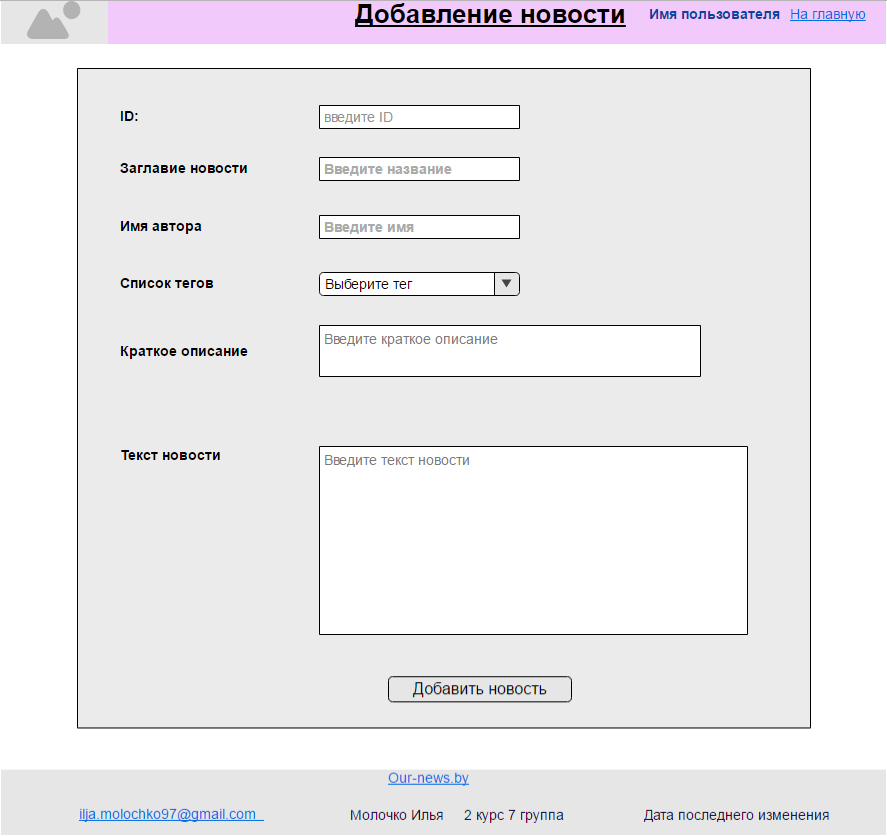 Добавление новости Имя пользователя На главную
ID: введите ID
Заглавие новости Введите название
Имя автора Введите имя
Список тегов Выберите тег
Краткое описание Введите краткое описание
Текст новости Введите текст новости
Добавить новость
Our-news.by
ilja.molochko97@gmail.com Молочко Илья 2 курс 7 группа Дата последнего изменения